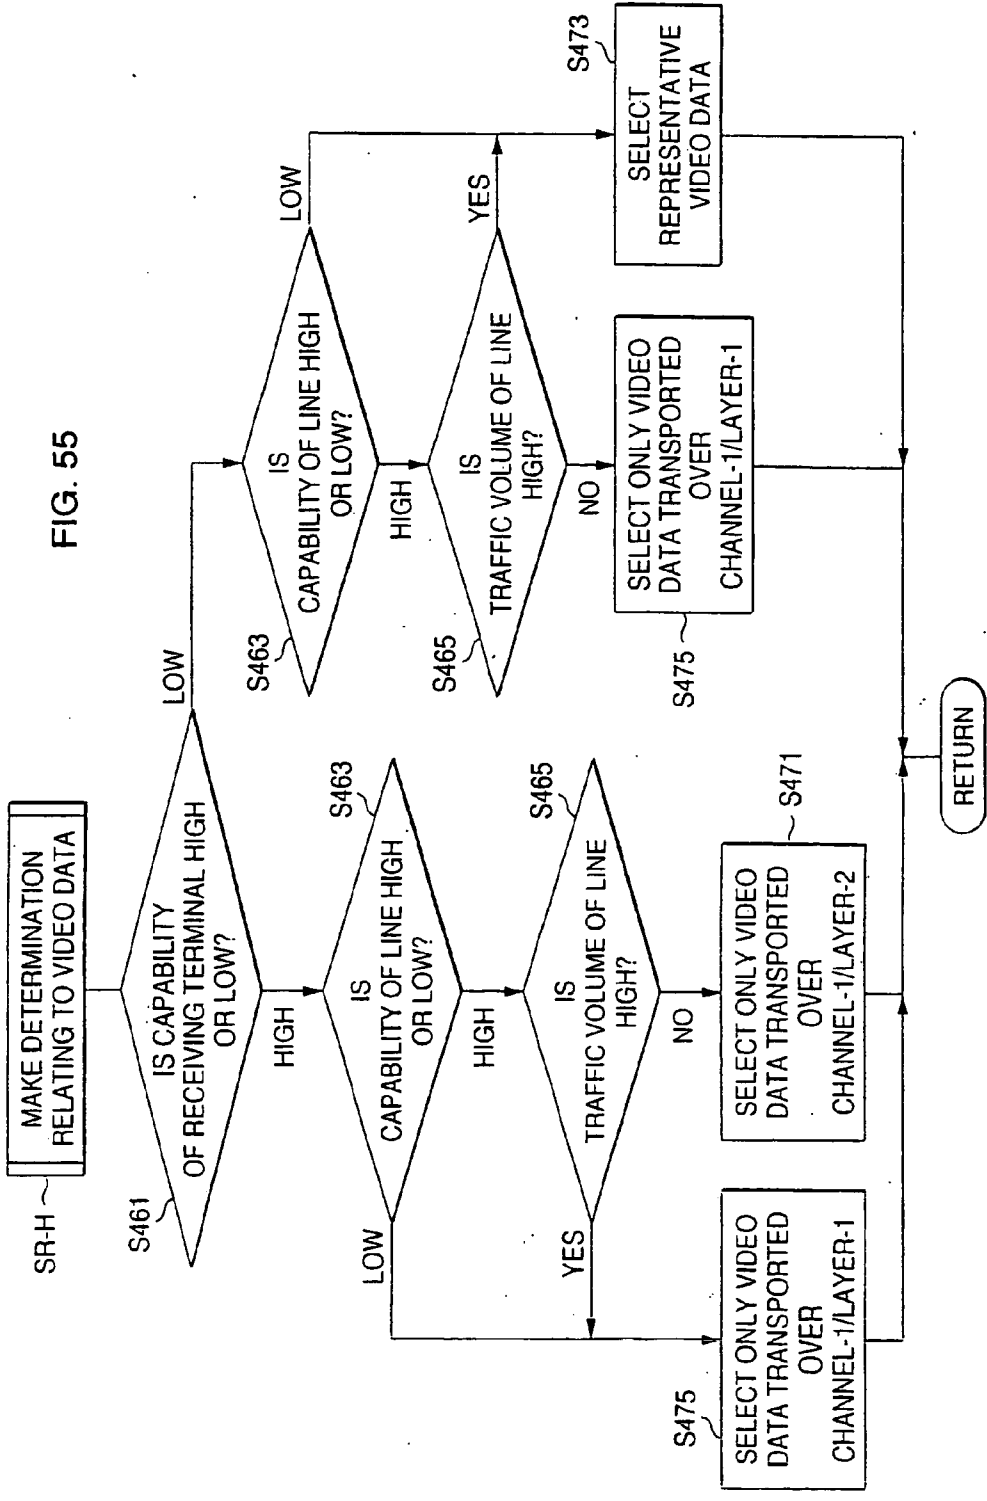 FIG. 55
MAKE DETERMINATION
RELATING TO VIDEO DATA
SR-H
IS CAPABILITY
OF RECEIVING TERMINAL HIGH
OR LOW?
S461
LOW
HIGH
IS
CAPABILITY OF LINE HIGH
OR LOW?
S463
LOW
HIGH
IS
TRAFFIC VOLUME OF LINE
HIGH?
S465
YES
NO
SELECT ONLY VIDEO
DATA TRANSPORTED
OVER
CHANNEL-1/LAYER-1
S475
SELECT ONLY VIDEO
DATA TRANSPORTED
OVER
CHANNEL-1/LAYER-2
S471
IS
CAPABILITY OF LINE HIGH
OR LOW?
S463
LOW
HIGH
IS
TRAFFIC VOLUME OF LINE
HIGH?
S465
YES
NO
SELECT ONLY VIDEO
DATA TRANSPORTED
OVER
CHANNEL-1/LAYER-1
S475
SELECT
REPRESENTATIVE
VIDEO DATA
S473
RETURN